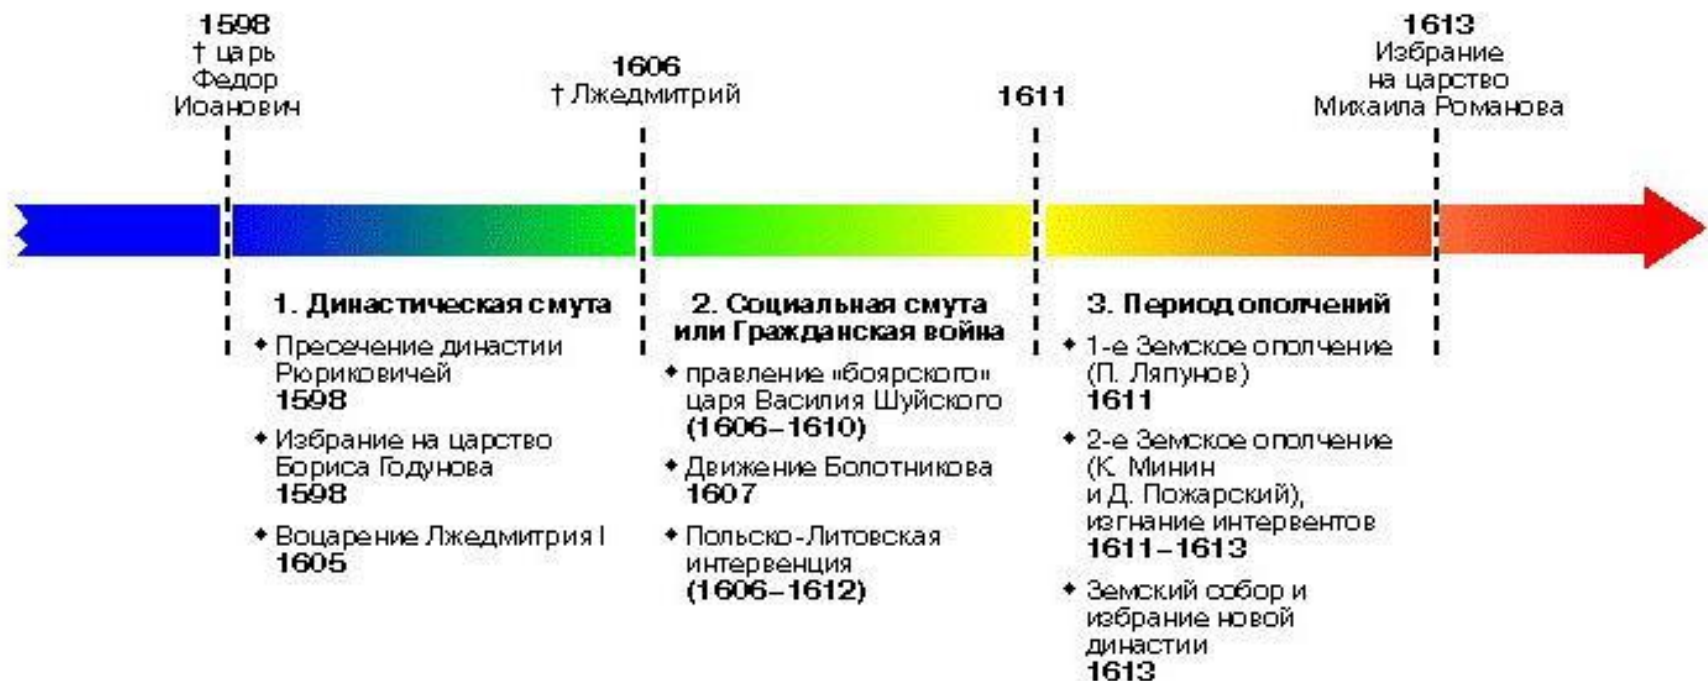 1598
† царь
Федор
Иоанович
1606
† Лжедмитрий
1611
1613
Избрание
на царство
Михаила Романова
1. Династическая смута
◆ Пресечение династии
Рюриковичей
1598
◆ Избрание на царство
Бориса Годунова
1598
◆ Воцарение Лжедмитрия I
1605
2. Социальная смута
или Гражданская война
◆ правление «боярского»
царя Василия Шуйского
(1606–1610)
◆ Движение Болотникова
1607
◆ Польско-Литовская
интервенция
(1606–1612)
3. Период ополчений
◆ 1-е Земское ополчение
(П. Ляпунов)
1611
◆ 2-е Земское ополчение
(К. Минин
и Д. Пожарский),
изгнание интервентов
1611–1613
◆ Земский собор и
избрание новой
династии
1613